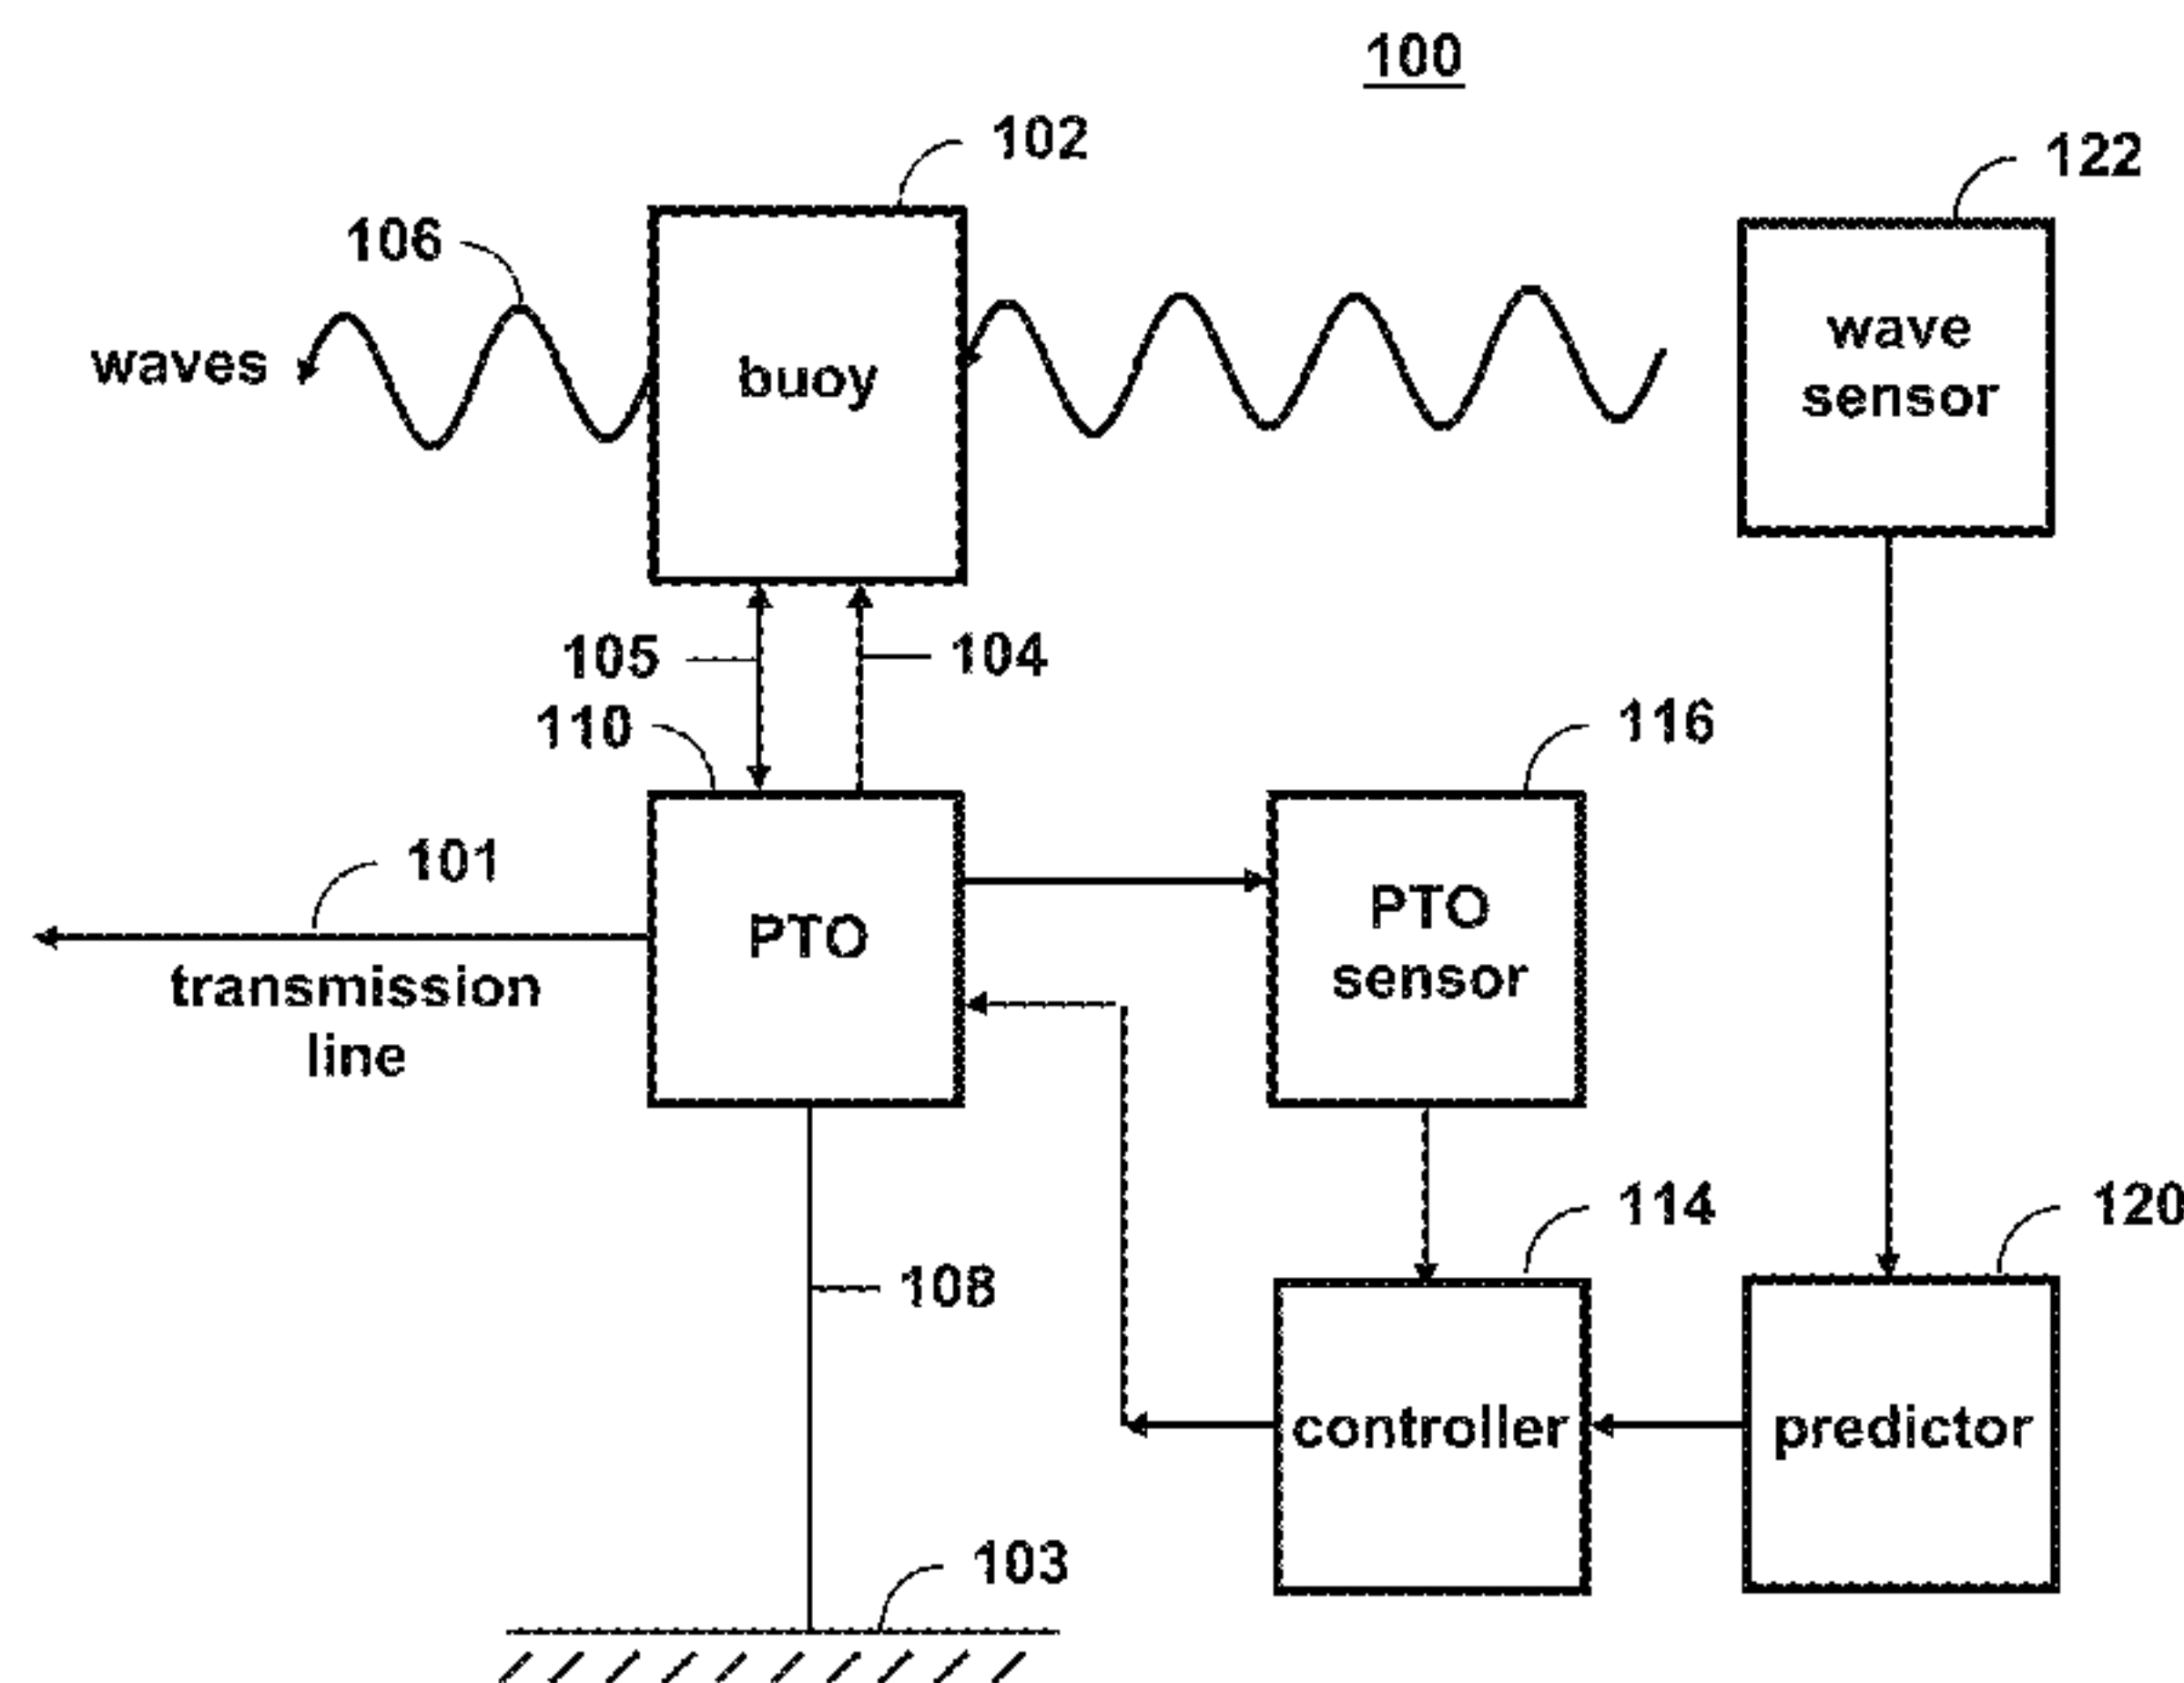 100
102
122
106
wave
sensor
waves
buoy
105
104
110
116
101
PTO
PTO
sensor
transmission
line
114
120
108
controller
predictor
103